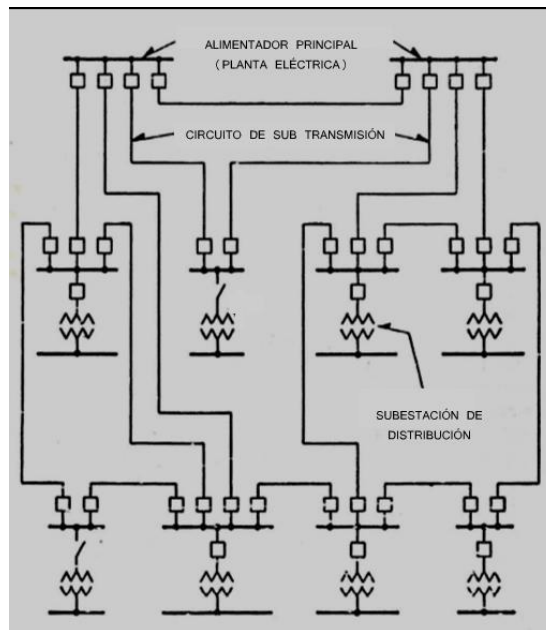 ALIMENTADOR PRINCIPAL
( PLANTA ELÉCTRICA )
CIRCUITO DE SUB TRANSMISIÓN
SUBESTACIÓN DE
DISTRIBUCIÓN